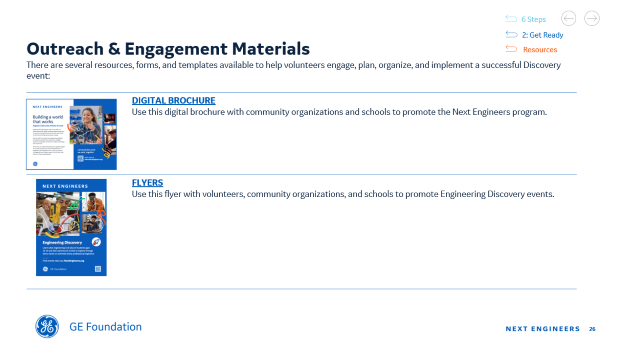 6 Steps
2: Get Ready
Resources
Outreach & Engagement Materials
There are several resources, forms, and templates available to help volunteers engage, plan, organize, and implement a successful Discovery
event:
NEXT ENGINEERS
Building a world
that works
DIGITAL BROCHURE
Use this digital brochure with community organizations and schools to promote the Next Engineers program.
NEXT ENGINEERS
Engineering Discovery
FLYERS
Use this flyer with volunteers, community organizations, and schools to promote Engineering Discovery events.
GE Foundation
NEXT ENGINEERS 26